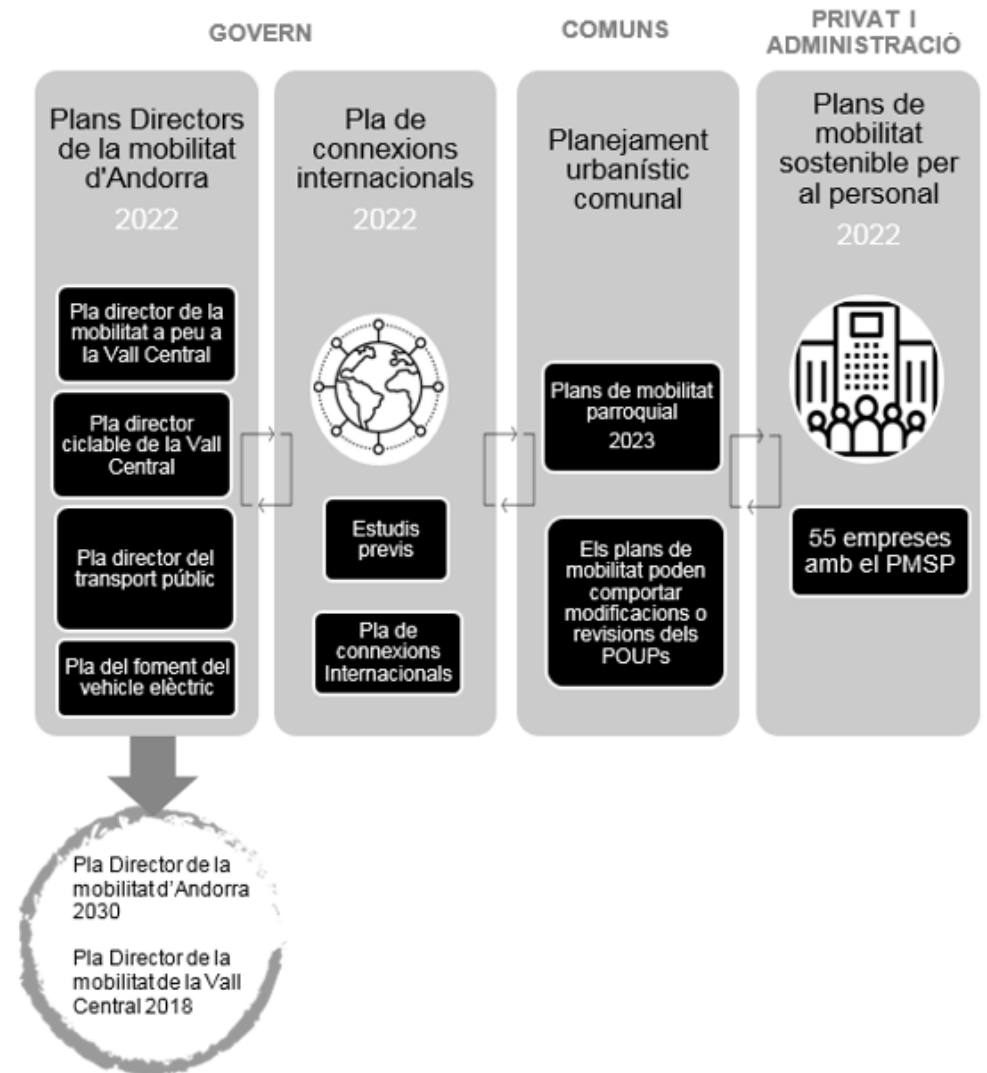 GOVERN
COMUNS
PRIVAT I
ADMINISTRACIÓ
Plans Directors
de la mobilitat
d'Andorra
2022
Pla director de la
mobilitat a peu a
la Vall Central
Pla director
ciclable de la Vall
Central
Pla director del
transport públic
Pla del foment del
vehicle elèctric
Pla de
connexions
internacionals
2022
Estudis
previs
Pla de
connexions
Internacionals
Planejament
urbanístic
comunal
Plans de mobilitat
parroquial
2023
Els plans de
mobilitat poden
comportar
modificacions o
revisions dels
POUPs
Plans de
mobilitat
sostenible per
al personal
2022
55 empreses
amb el PMSP
Pla Director de la
mobilitat d’Andorra
2030
Pla Director de la
mobilitat de la Vall
Central 2018